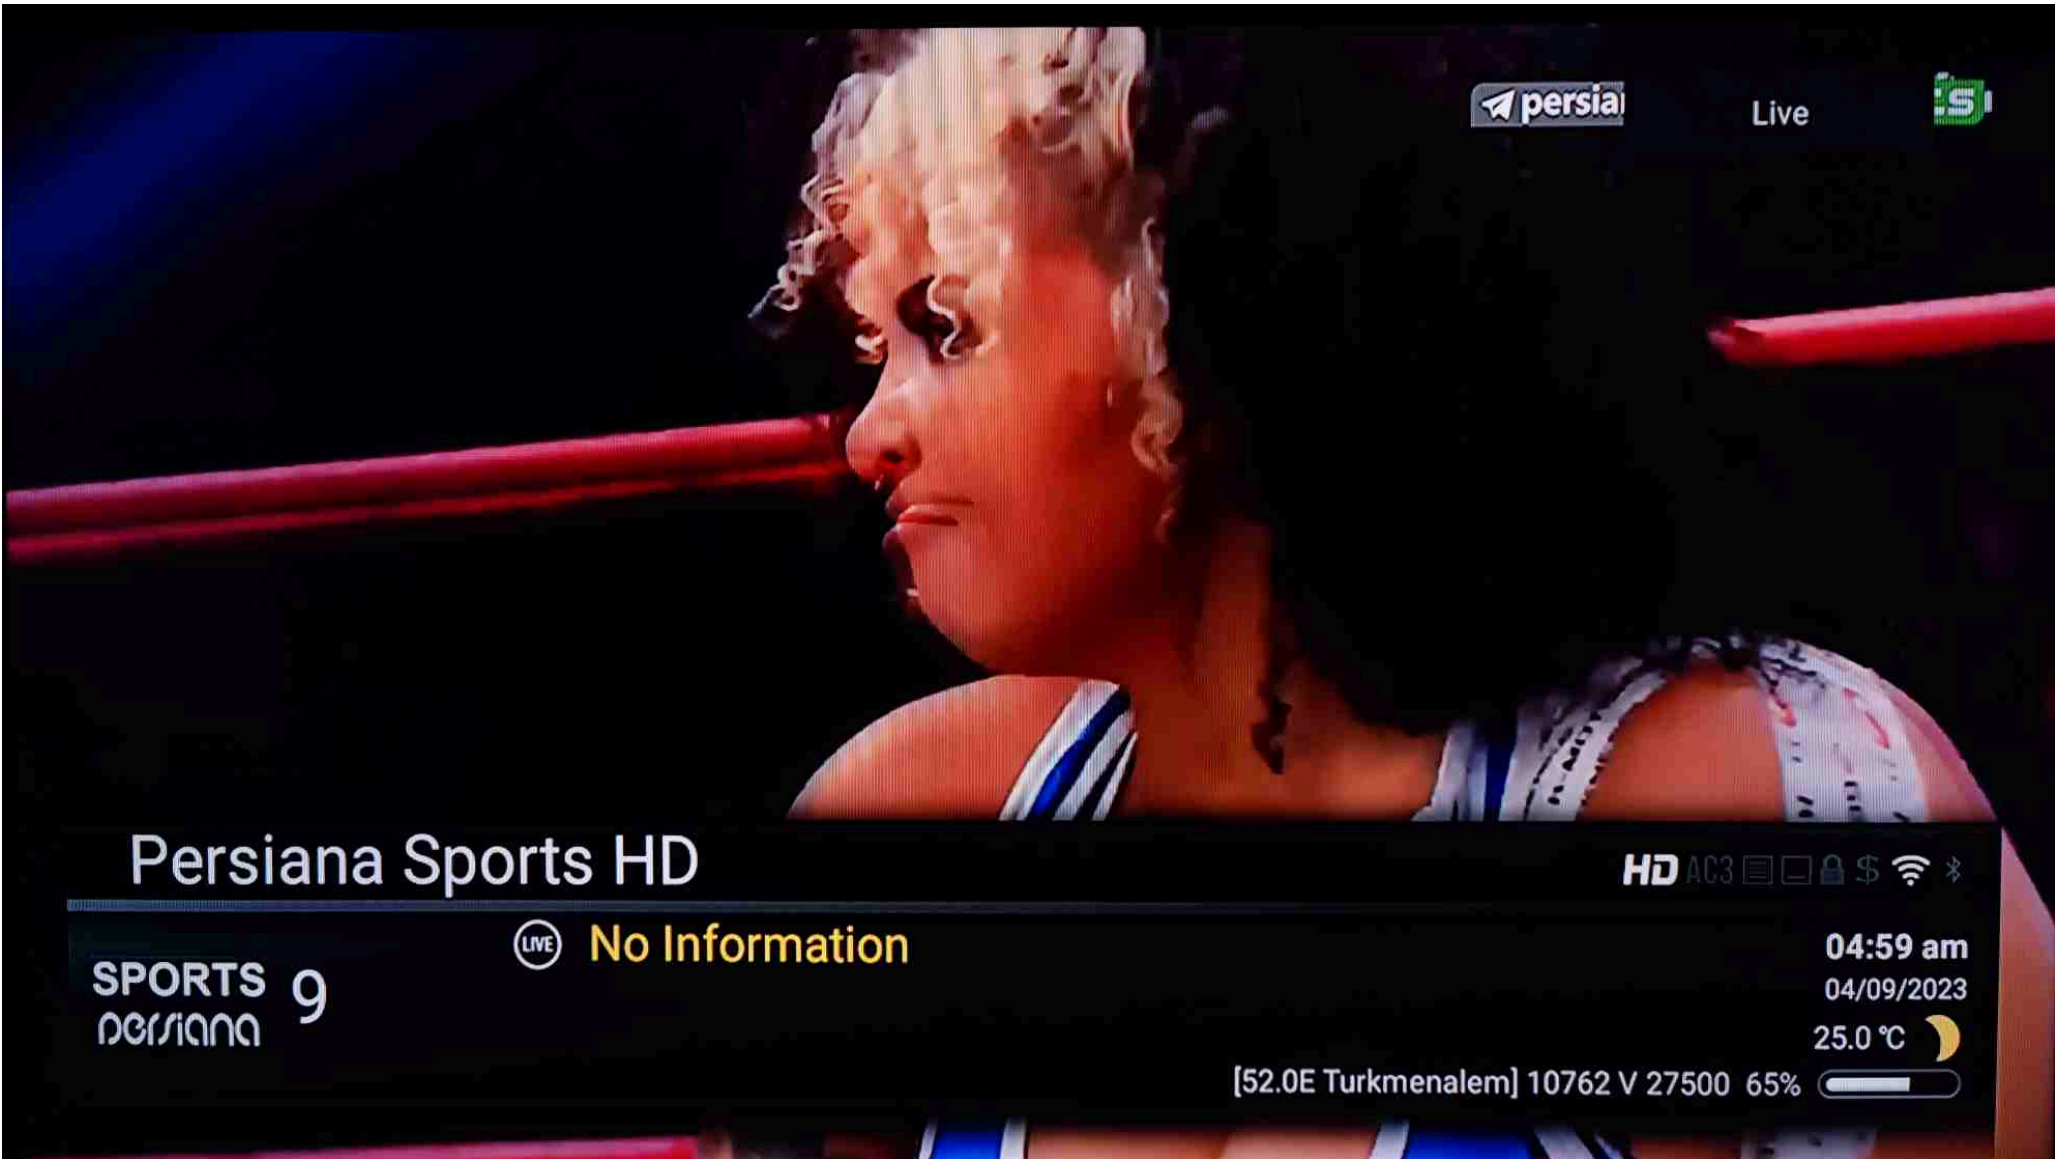 persia
Live
S
Persiana Sports HD
HD AC3 $
LIVE No Information
SPORTS
persiana
9
04:59 am
04/09/2023
25.0 °C
[52.0E Turkmenalem] 10762 V 27500 65%